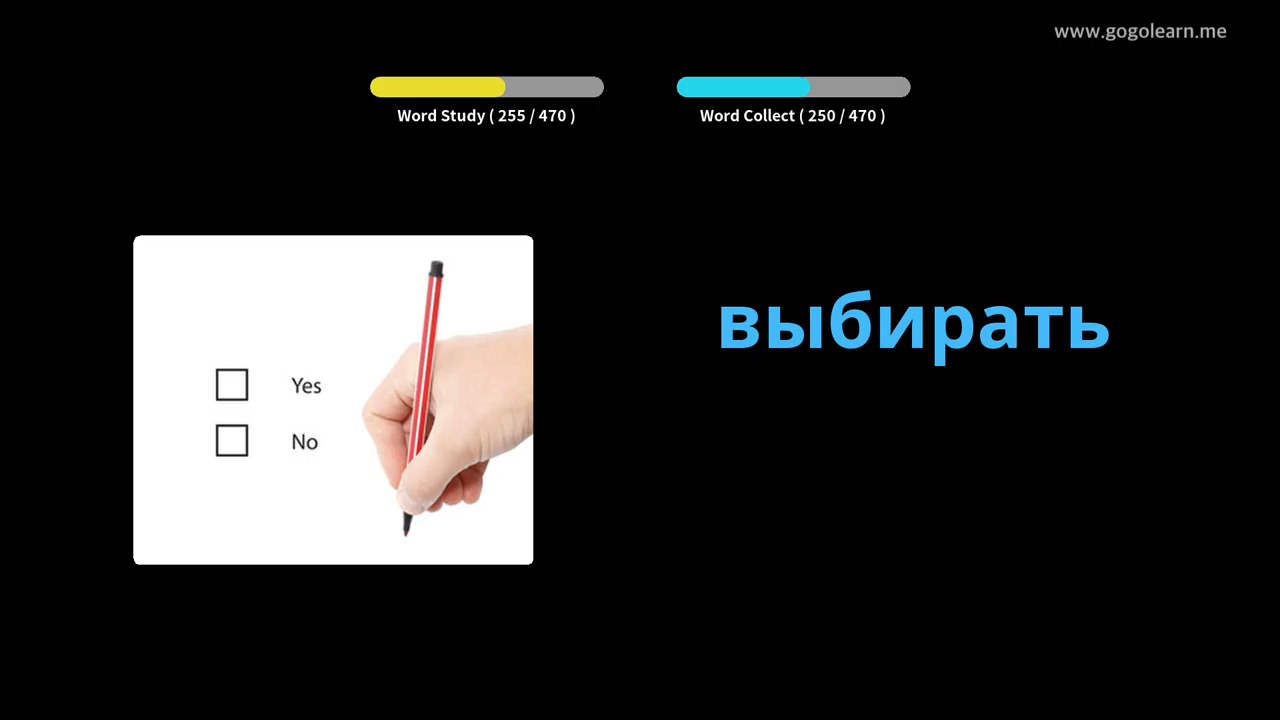 www.gogolearn.me
Word Study ( 255 / 470 )
Word Collect ( 250 / 470 )
выбирать
Yes
No